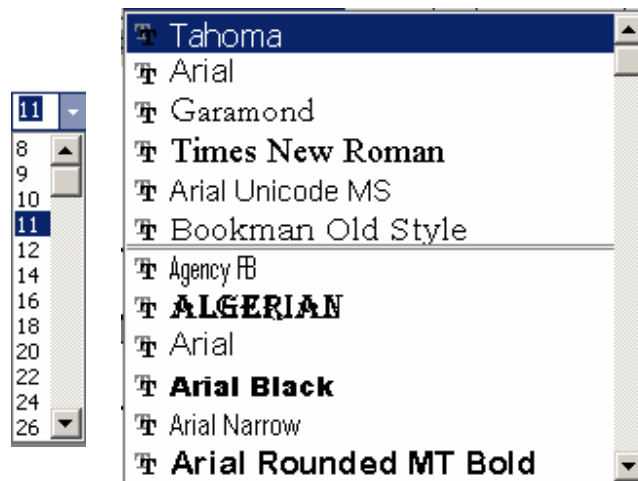 11
8
9
10
11
12
14
16
18
20
22
24
26
Tahoma
Arial
Garamond
Times New Roman
Arial Unicode MS
Bookman Old Style
Agency FB
ALGERIAN
Arial
Arial Black
Arial Narrow
Arial Rounded MT Bold